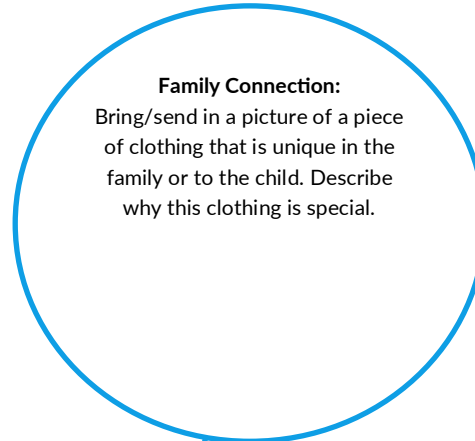 Family Connection:
Bring/send in a picture of a piece
of clothing that is unique in the
family or to the child. Describe
why this clothing is special.